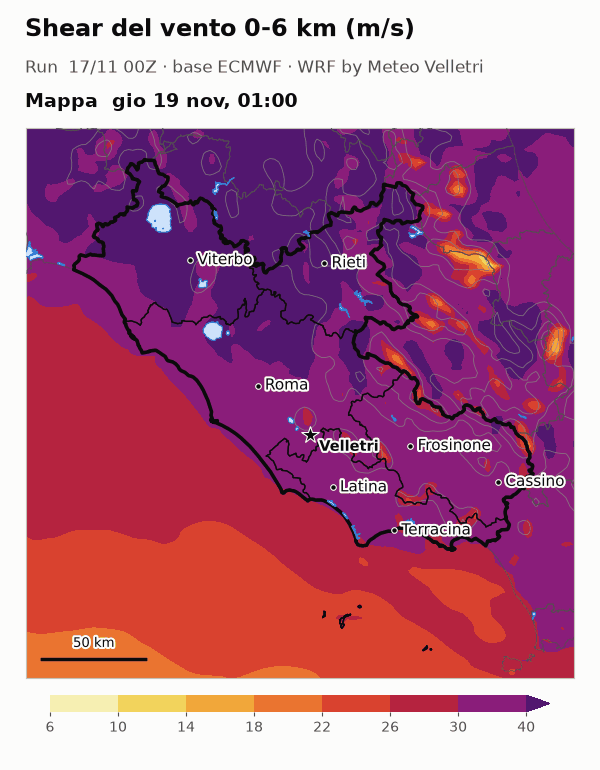 Shear del vento 0-6 km (m/s)
Run 17/11 00Z · base ECMWF · WRF by Meteo Velletri
Mappa gio 19 nov, 01:00
Viterbo
Rieti
Roma
Velletri
Frosinone
Latina
Cassino
Terracina
50 km
6 10 14 18 22 26 30 40